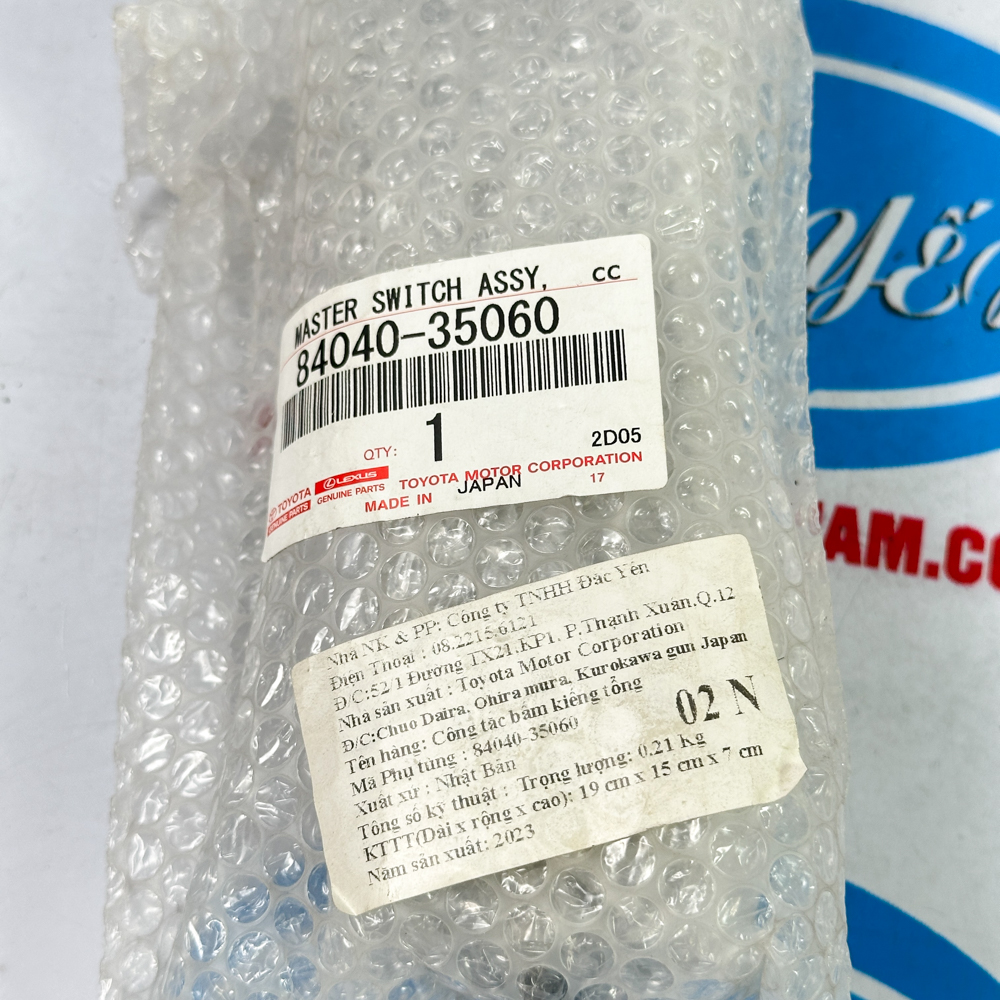 MASTER SWITCH ASSY, CC
84040-35060
QTY: 1 2D05
TOYOTA GENUINE PARTS LEXUS GENUINE PARTS TOYOTA MOTOR CORPORATION
MADE IN JAPAN 17
Nhà NK & PP: Công ty TNHH Đắc Yến
Điện Thoại : 08.2215.6121
Đ/C:52/1 Đường TX21.KP1. P.Thạnh Xuân.Q.12
Nhà sản xuất : Toyota Motor Corporation
Đ/C:Chuo Daira, Ohira mura, Kurokawa gun Japan
Tên hàng: Công tắc bấm kiếng tổng
Mã Phụ tùng : 84040-35060
02 N
Xuất xứ : Nhật Bản
Tông số kỹ thuật : Trọng lượng: 0.21 kg
KTTT(Dài x rộng x cao): 19 cm x 15 cm x 7 cm
Năm sản xuất: 2023
YẾ
AM.CO